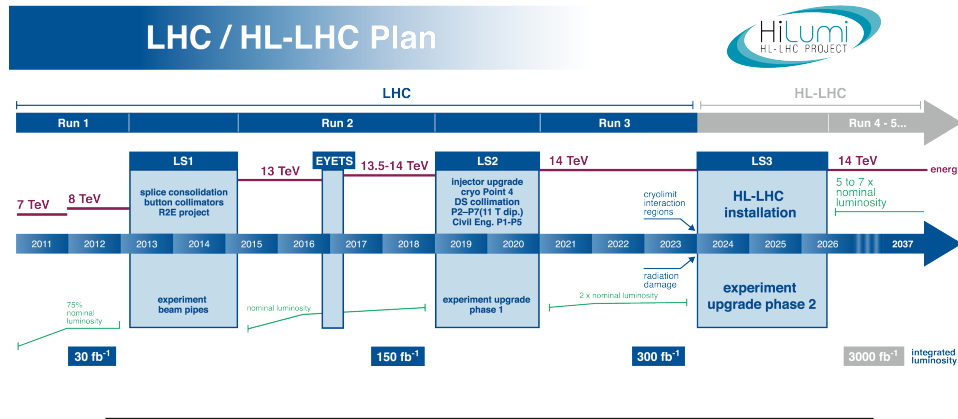 LHC / HL-LHC Plan
HiLumi
HL-LHC PROJECT
LHC
HL-LHC
Run 1
Run 2
Run 3
Run 4 - 5...
LS1
EYETS
LS2
LS3
13 TeV
13.5-14 TeV
14 TeV
14 TeV
energ
splice consolidation
button collimators
R2E project
injector upgrade
cryo Point 4
DS collimation
P2-P7(11 T dip.)
Civil Eng. P1-P5
cryolimit
interaction
regions
HL-LHC
installation
5 to 7 x
nominal
luminosity
7 TeV
8 TeV
2011
2012
2013
2014
2015
2016
2017
2018
2019
2020
2021
2022
2023
2024
2025
2026
2037
radiation
damage
75%
nominal
luminosity
experiment
beam pipes
nominal luminosity
experiment upgrade
phase 1
2 x nominal luminosity
experiment
upgrade phase 2
30 fb⁻¹
150 fb⁻¹
300 fb⁻¹
3000 fb⁻¹
integrated
luminosity